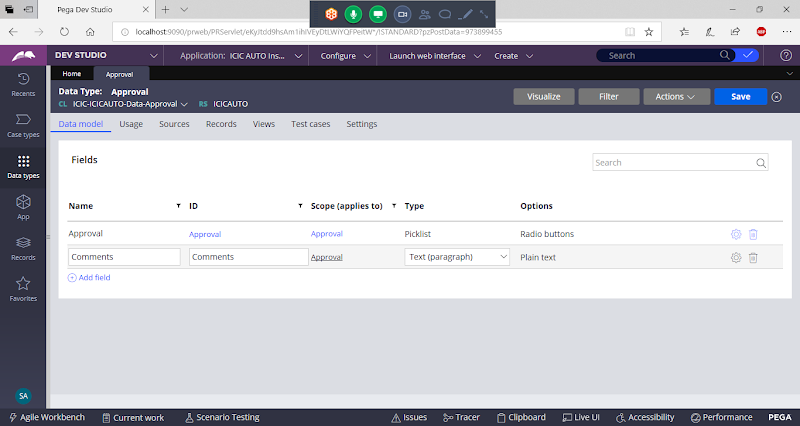 Pega Dev Studio
localhost:9090/prweb/PRServlet/eKyJtdd9hsAm1ihIVEyDtLWiYQFPeitW*/!STANDARD?pzPostData=973899455
DEV STUDIO
Application: ICIC AUTO Ins...
Configure
Launch web interface
Create
Search
Recents
Case types
Data types
App
Records
Favorites
SA
Home
Approval
Data Type: Approval
CL ICIC-ICICAUTO-Data-Approval RS ICICAUTO
Visualize
Filter
Actions
Save
Data model Usage Sources Records Views Test cases Settings
Fields
Search
Name ID Scope (applies to) Type Options
Approval Approval Approval Picklist Radio buttons
Comments Comments Approval Text (paragraph) Plain text
Add field
Agile Workbench Current work Scenario Testing Issues Tracer Clipboard Live UI Accessibility Performance PEGA